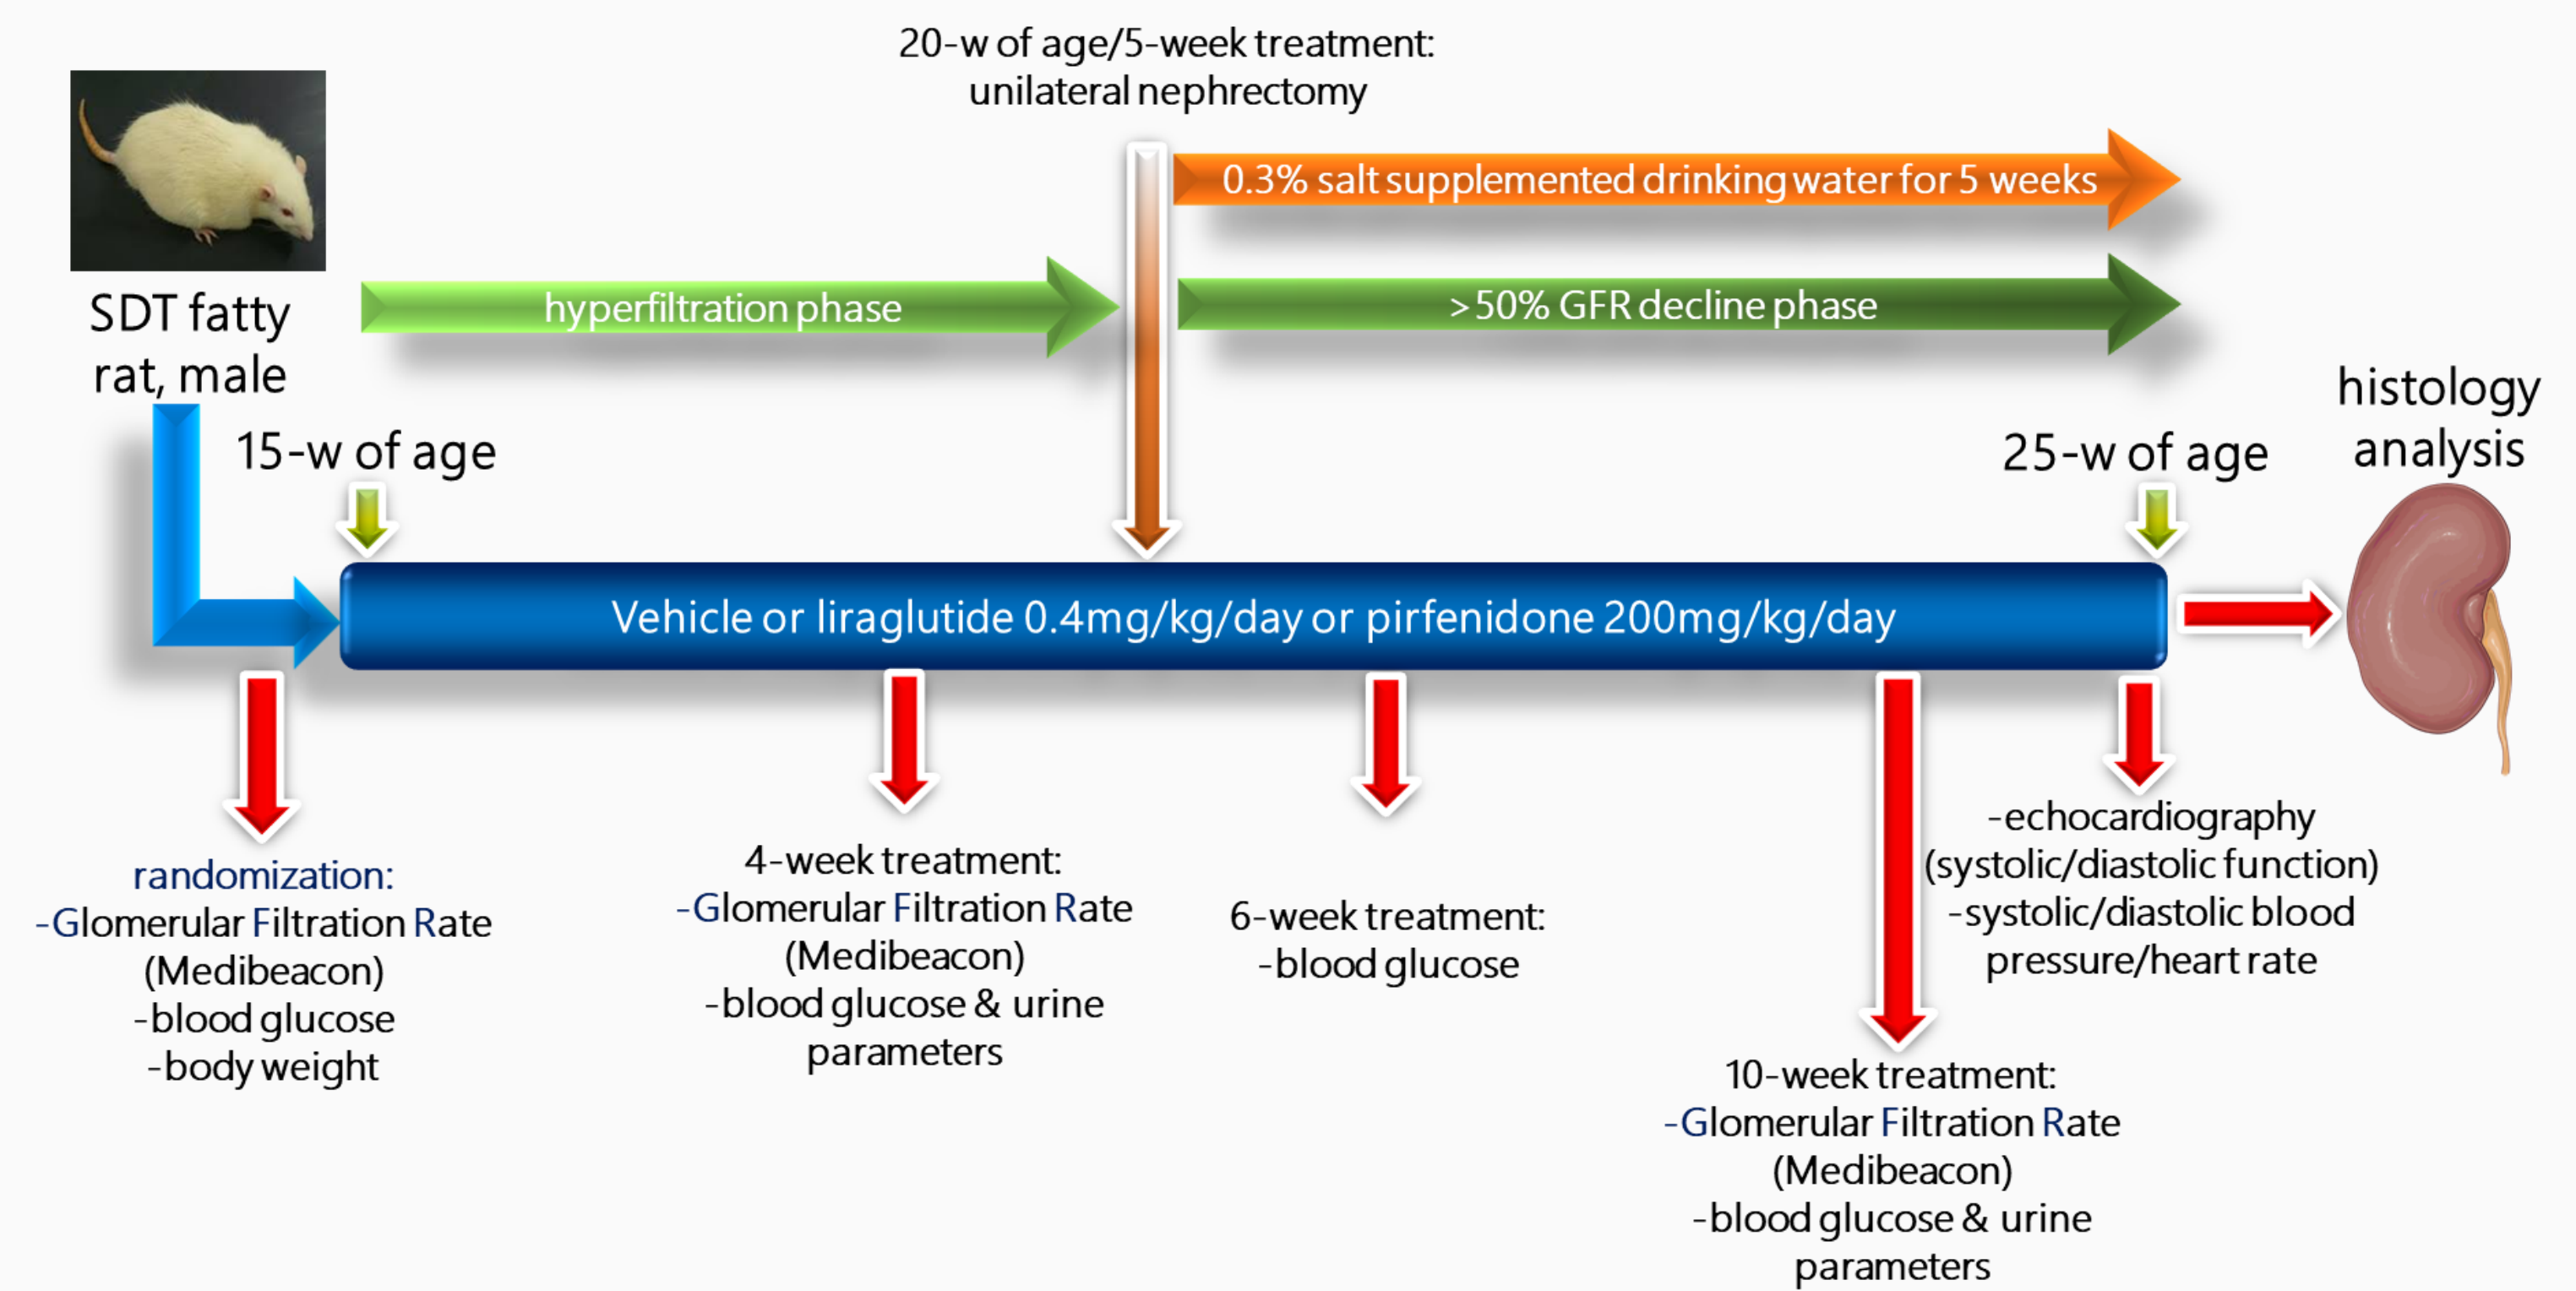 20-w of age/5-week treatment:
unilateral nephrectomy
0.3% salt supplemented drinking water for 5 weeks
hyperfiltration phase
>50% GFR decline phase
SDT fatty
rat, male
15-w of age
25-w of age
histology
analysis
Vehicle or liraglutide 0.4mg/kg/day or pirfenidone 200mg/kg/day
randomization:
-Glomerular Filtration Rate
(Medibeacon)
-blood glucose
-body weight
4-week treatment:
-Glomerular Filtration Rate
(Medibeacon)
-blood glucose & urine
parameters
6-week treatment:
-blood glucose
10-week treatment:
-Glomerular Filtration Rate
(Medibeacon)
-blood glucose & urine
parameters
-echocardiography
(systolic/diastolic function)
-systolic/diastolic blood
pressure/heart rate